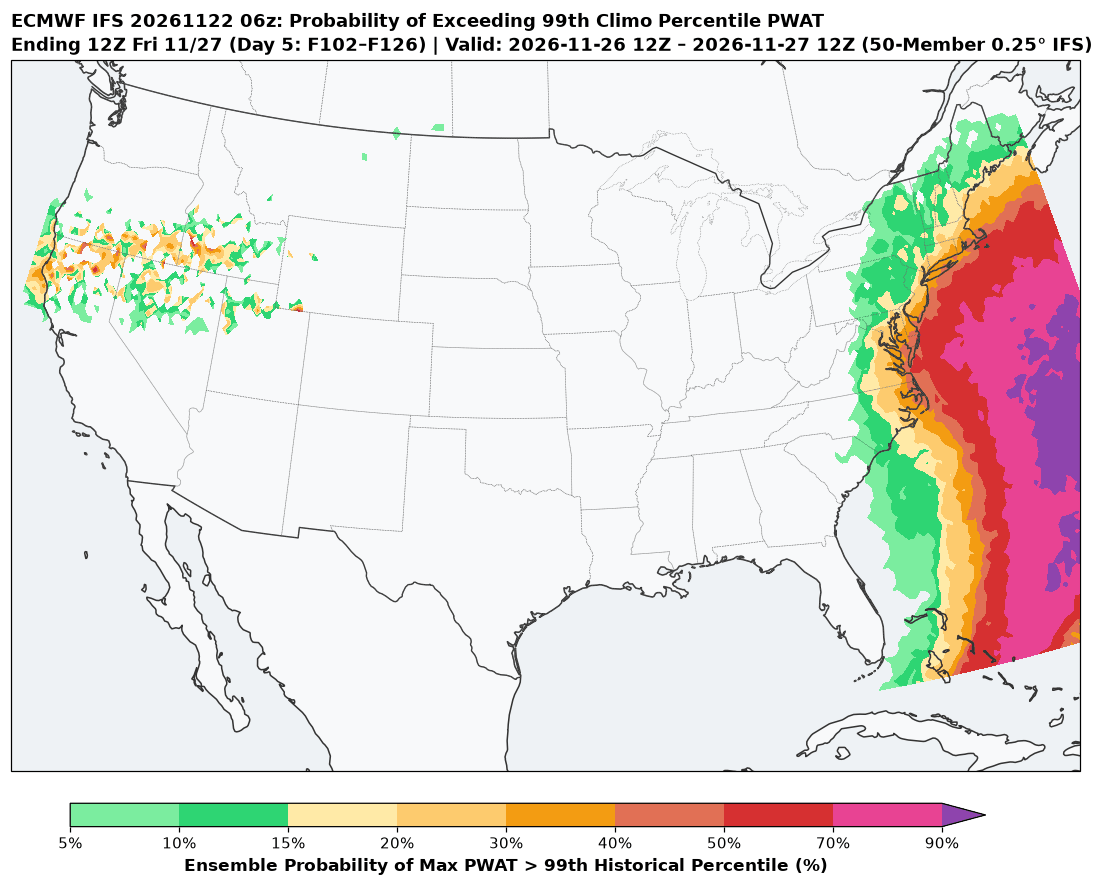 ECMWF IFS 20261122 06z: Probability of Exceeding 99th Climo Percentile PWAT
Ending 12Z Fri 11/27 (Day 5: F102–F126) | Valid: 2026-11-26 12Z – 2026-11-27 12Z (50-Member 0.25° IFS)
5% 10% 15% 20% 30% 40% 50% 70% 90%
Ensemble Probability of Max PWAT > 99th Historical Percentile (%)